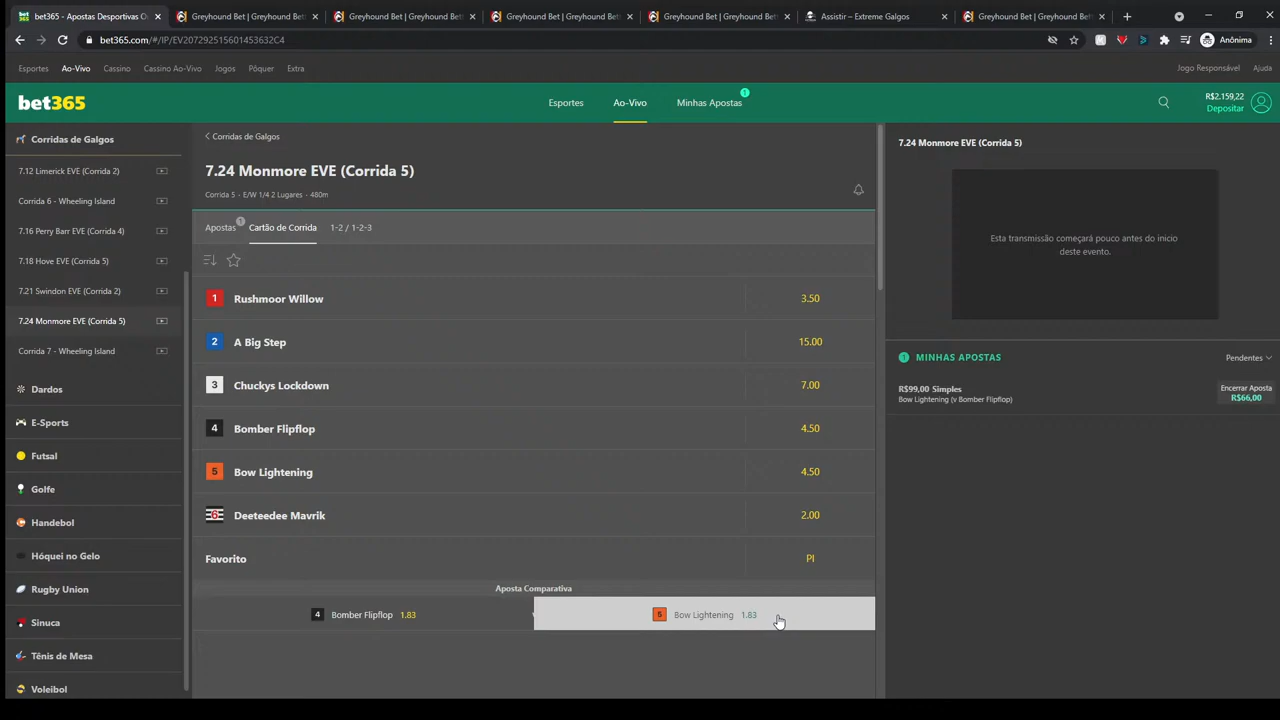 bet365 - Apostas Desportivas O
Greyhound Bet | Greyhound Bet
Greyhound Bet | Greyhound Bet
Greyhound Bet | Greyhound Bet
Greyhound Bet | Greyhound Bet
Assistir – Extreme Galgos
Greyhound Bet | Greyhound Bet
bet365.com/#/IP/EV207292515601453632C4
Anônima
Esportes
Ao-Vivo
Cassino
Cassino Ao-Vivo
Jogos
Pôquer
Extra
Jogo Responsável
Ajuda
bet365
Esportes
Ao-Vivo
Minhas Apostas
1
R$2.159,22
Depositar
Corridas de Galgos
7.12 Limerick EVE (Corrida 2)
Corrida 6 - Wheeling Island
7.16 Perry Barr EVE (Corrida 4)
7.18 Hove EVE (Corrida 5)
7.21 Swindon EVE (Corrida 2)
7.24 Monmore EVE (Corrida 5)
Corrida 7 - Wheeling Island
Dardos
E-Sports
Futsal
Golfe
Handebol
Hóquei no Gelo
Rugby Union
Sinuca
Tênis de Mesa
Voleibol
Corridas de Galgos
7.24 Monmore EVE (Corrida 5)
Corrida 5 - E/W 1/4 2 Lugares - 480m
Apostas 1
Cartão de Corrida
1-2 / 1-2-3
1 Rushmoor Willow 3.50
2 A Big Step 15.00
3 Chuckys Lockdown 7.00
4 Bomber Flipflop 4.50
5 Bow Lightening 4.50
6 Deeteedee Mavrik 2.00
Favorito PI
Aposta Comparativa
4 Bomber Flipflop 1.83
5 Bow Lightening 1.83
7.24 Monmore EVE (Corrida 5)
Esta transmissão começará pouco antes do inicio
deste evento.
1 MINHAS APOSTAS
Pendentes
R$99,00 Simples
Bow Lightening (v Bomber Flipflop)
Encerrar Aposta
R$66,00